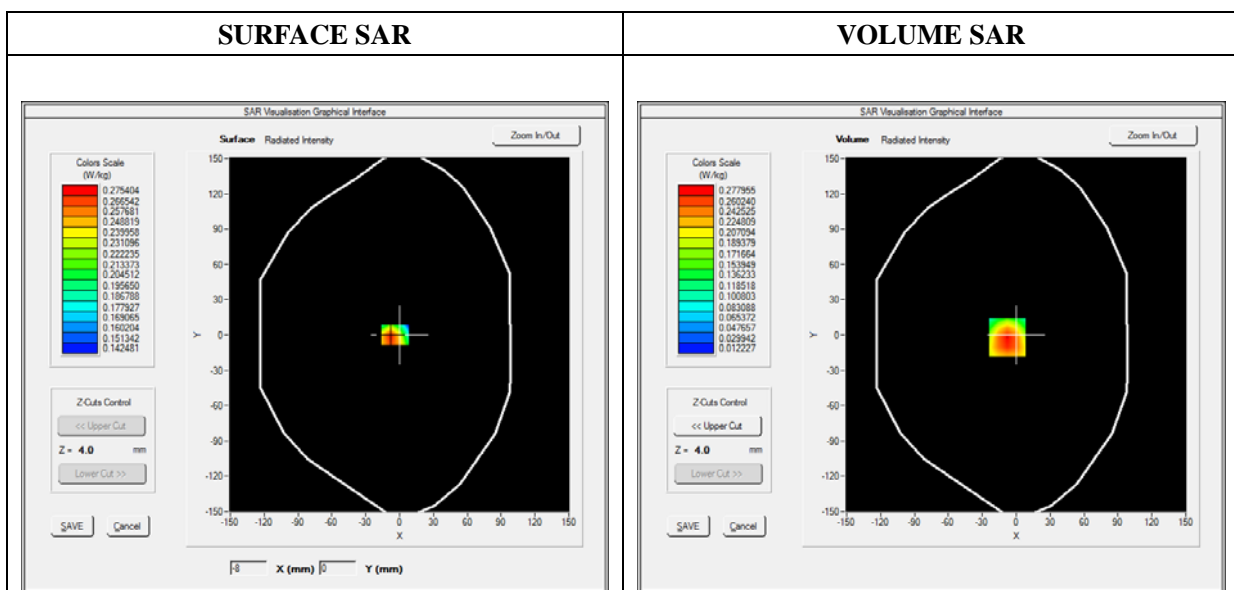 SURFACE SAR
VOLUME SAR
SAR Visualisation Graphical Interface
Surface Radiated Intensity
Zoom In/Out
Colors Scale
(W/kg)
0.275404
0.266542
0.257681
0.248819
0.239958
0.231096
0.222235
0.213373
0.204512
0.195650
0.186788
0.177927
0.169065
0.160204
0.151342
0.142481
Z-Cuts Control
<< Upper Cut
Z = 4.0 mm
Lower Cut >>
SAVE Cancel
150
120
90
60
30
0
-30
-60
-90
-120
-150
Y
-150 -120 -90 -60 -30 0 30 60 90 120 150
X
-8 X (mm) 0 Y (mm)
SAR Visualisation Graphical Interface
Volume Radiated Intensity
Zoom In/Out
Colors Scale
(W/kg)
0.277955
0.260240
0.242525
0.224809
0.207094
0.189379
0.171664
0.153949
0.136233
0.118518
0.100803
0.083088
0.065372
0.047657
0.029942
0.012227
Z-Cuts Control
<< Upper Cut
Z = 4.0 mm
Lower Cut >>
SAVE Cancel
150
120
90
60
30
0
-30
-60
-90
-120
-150
Y
-150 -120 -90 -60 -30 0 30 60 90 120 150
X